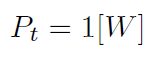 P_t = 1[W]